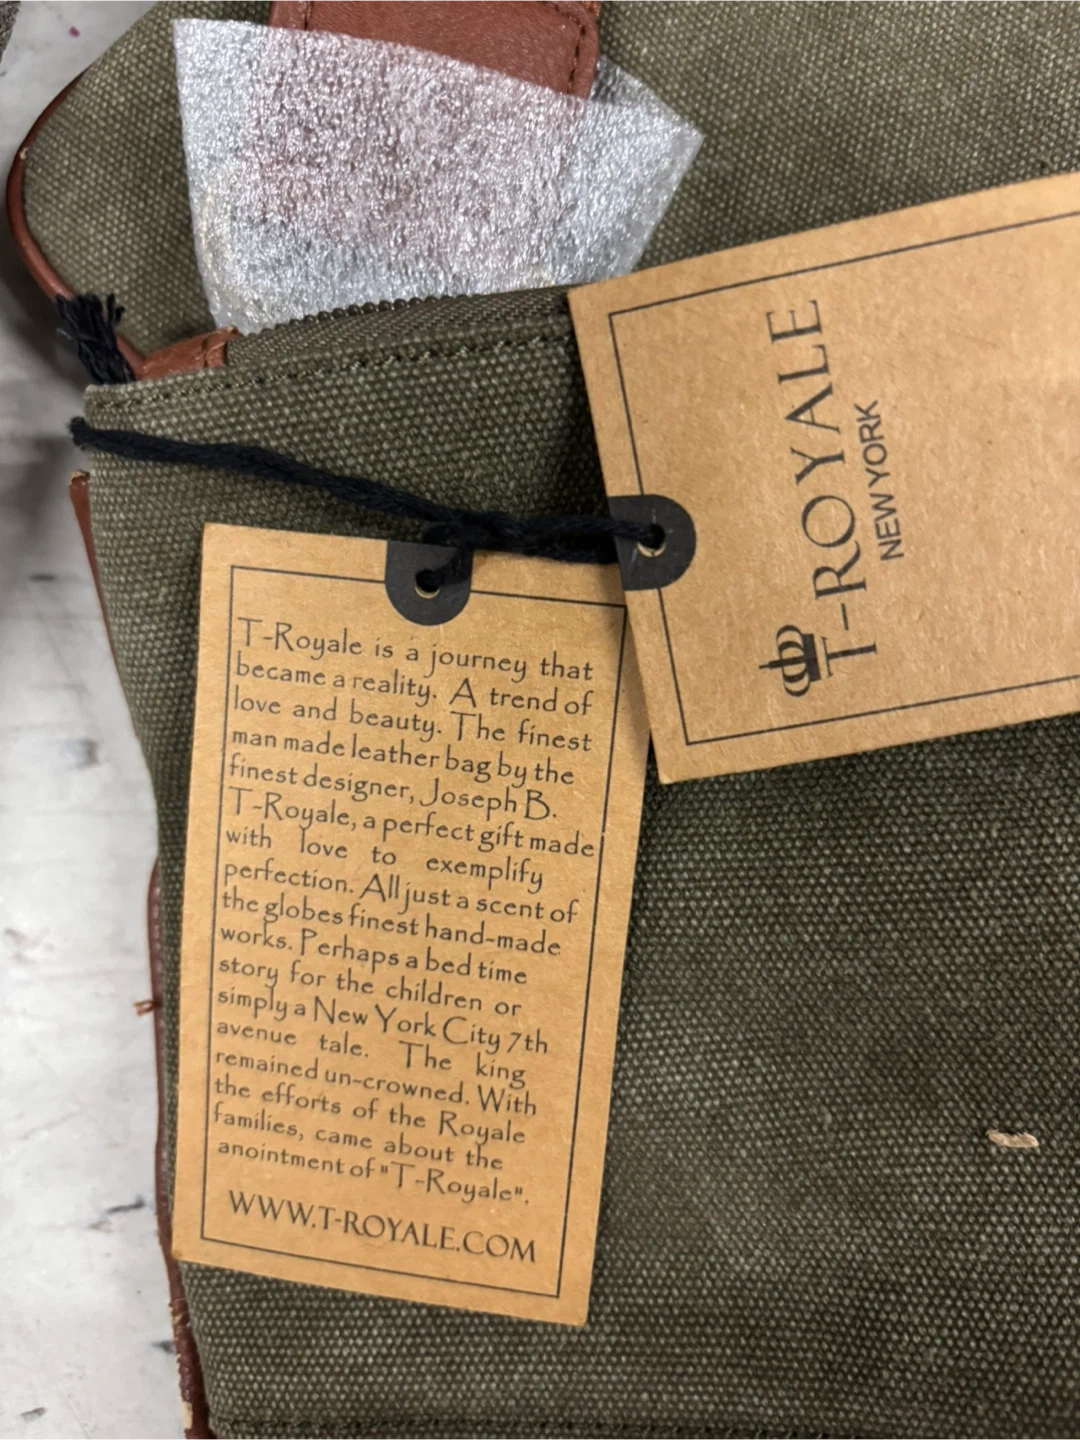 T-ROYALE
NEW YORK
T-Royale is a journey that
became a reality. A trend of
love and beauty. The finest
man made leather bag by the
finest designer, Joseph B.
T-Royale, a perfect gift made
with love to exemplify
perfection. All just a scent of
the globes finest hand-made
works. Perhaps a bed time
story for the children or
simply a New York City 7th
avenue tale. The king
remained un-crowned. With
the efforts of the Royale
families, came about the
anointment of "T-Royale".
WWW.T-ROYALE.COM